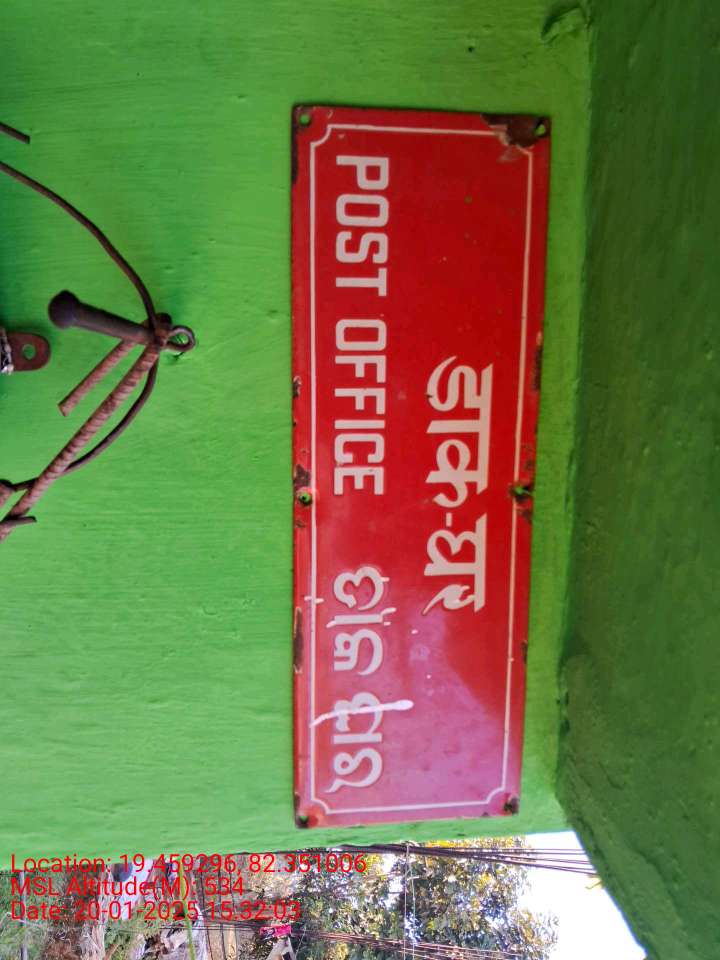 डाक-घर
POST OFFICE ଡାକ ଘର
Location: 19.459296, 82.351006
MSL Altitude(M): 534
Date: 20-01-2025 15:32:03